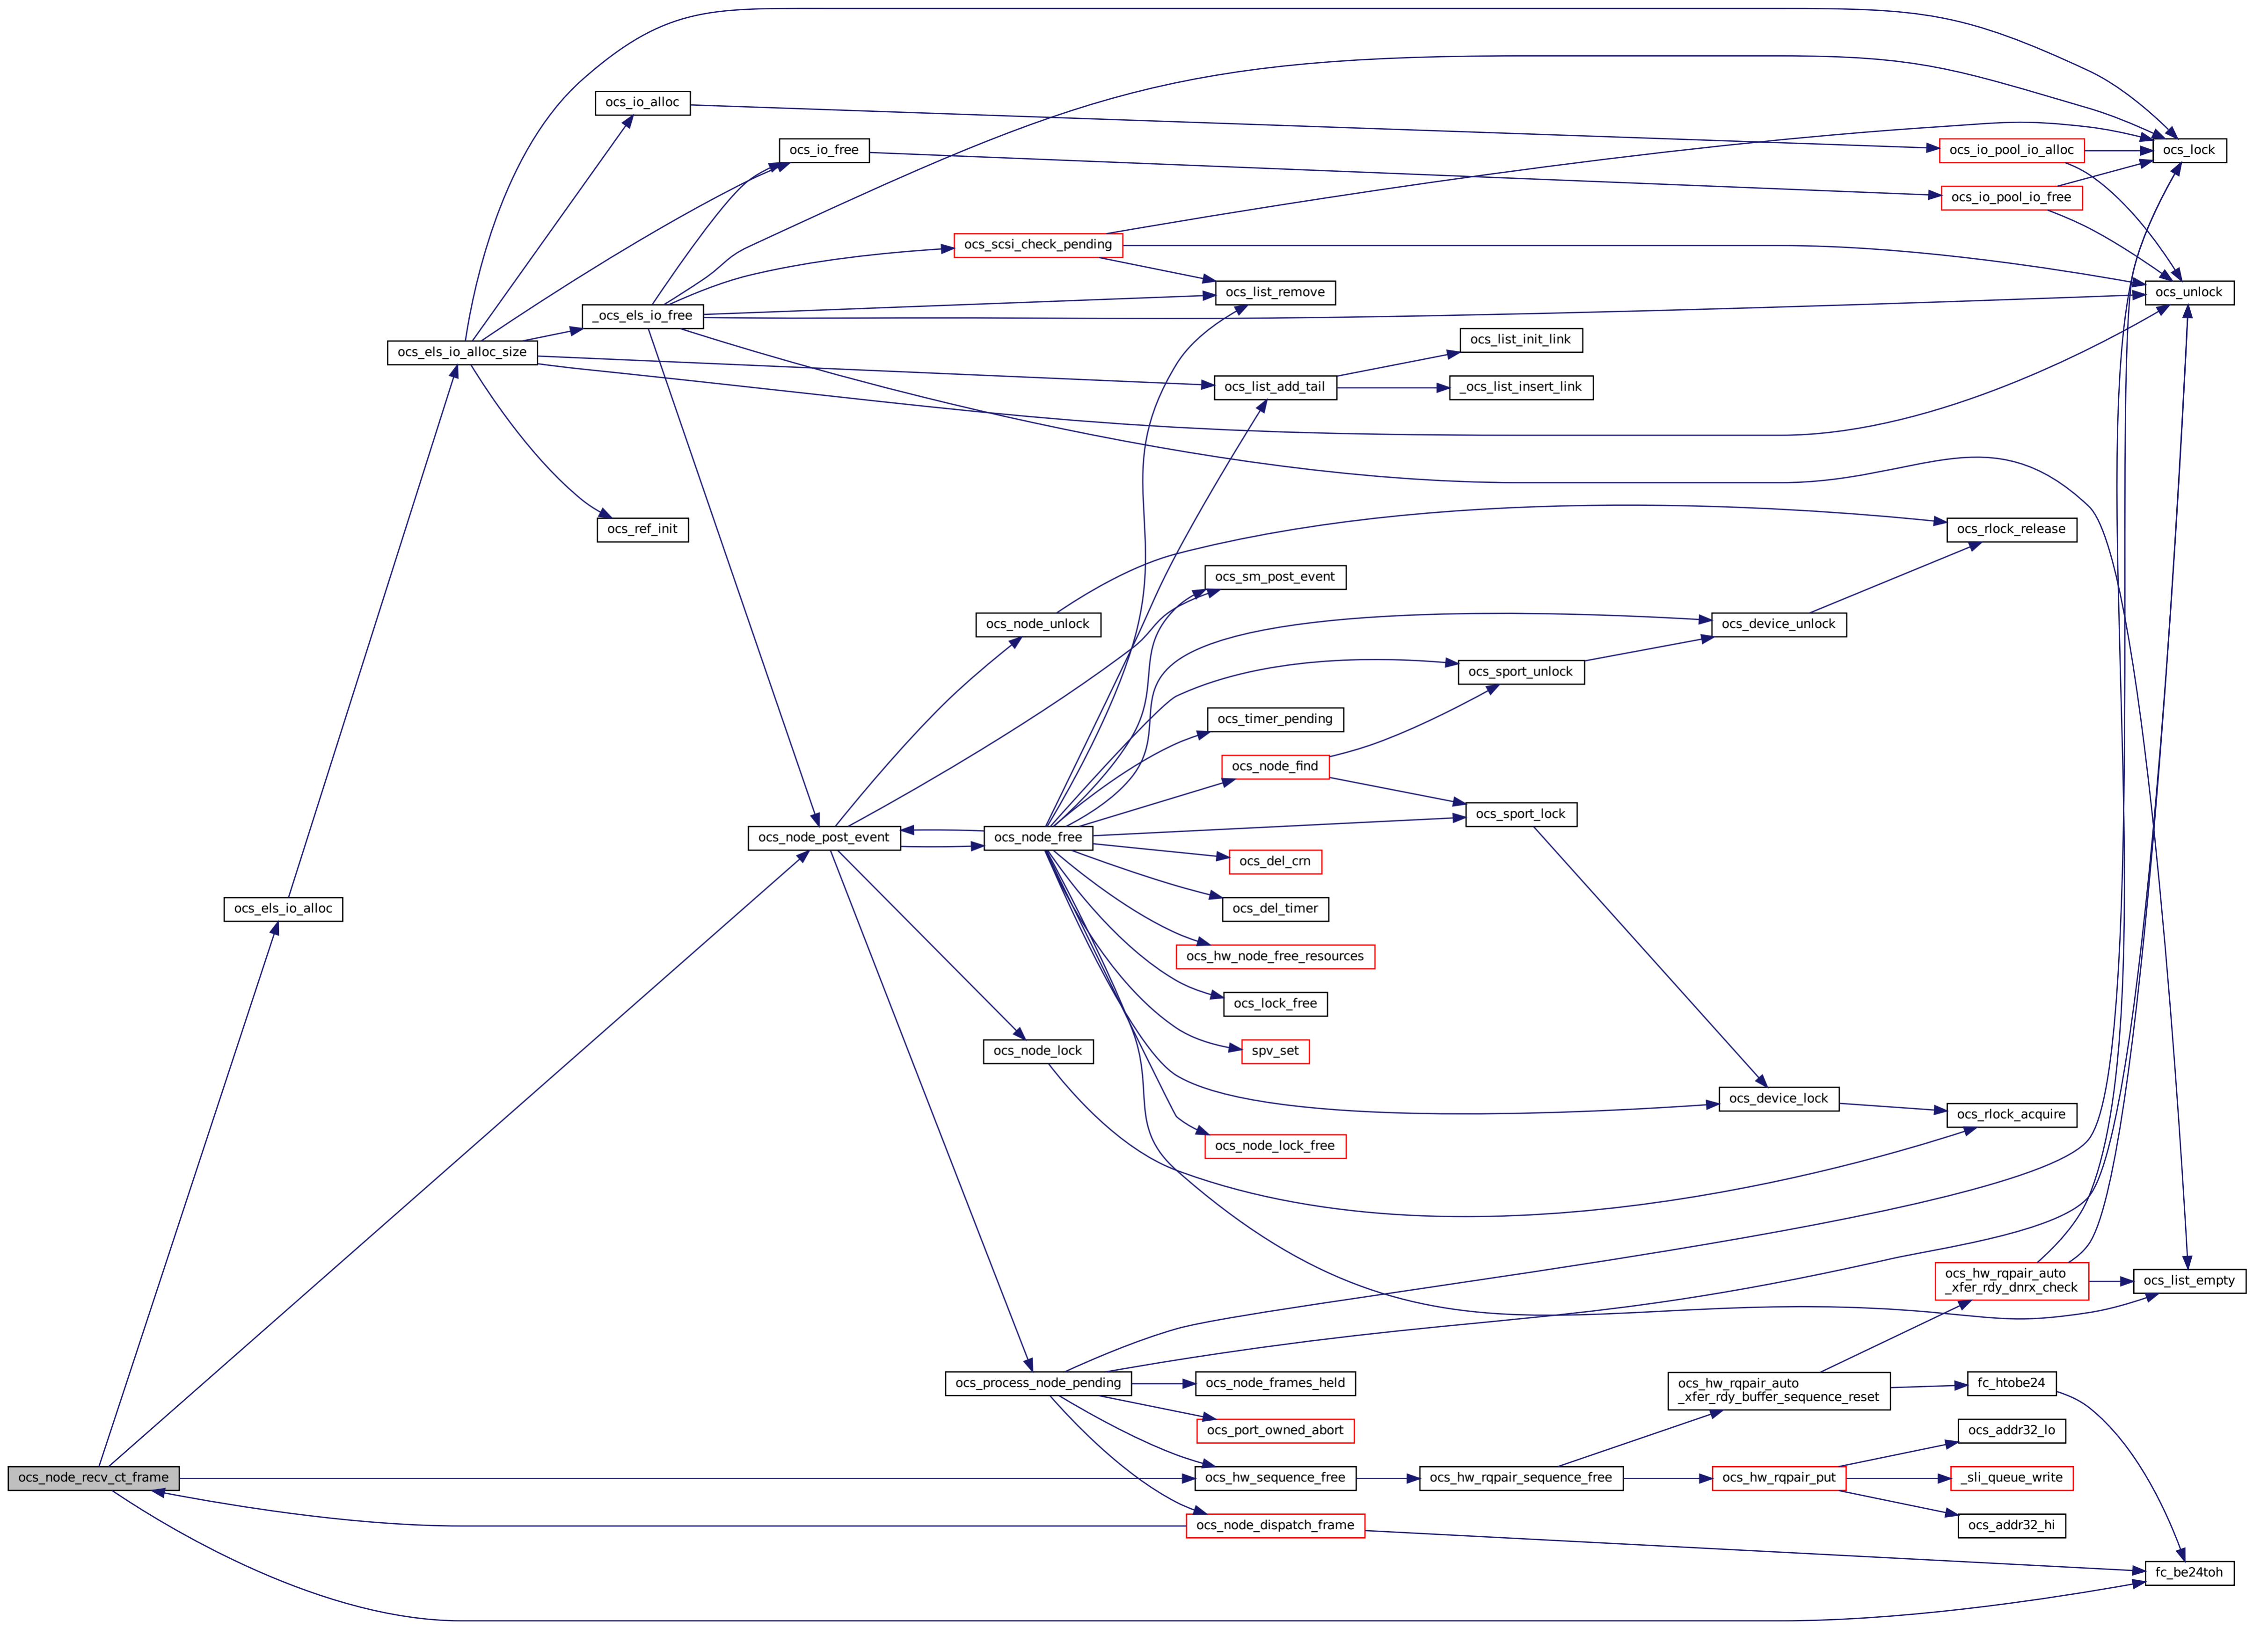 ocs_io_alloc
ocs_io_free
ocs_io_pool_io_alloc
ocs_lock
ocs_io_pool_io_free
ocs_scsi_check_pending
ocs_list_remove
ocs_unlock
_ocs_els_io_free
ocs_list_init_link
ocs_els_io_alloc_size
ocs_list_add_tail
_ocs_list_insert_link
ocs_ref_init
ocs_rlock_release
ocs_sm_post_event
ocs_node_unlock
ocs_device_unlock
ocs_sport_unlock
ocs_timer_pending
ocs_node_find
ocs_sport_lock
ocs_node_post_event
ocs_node_free
ocs_del_crn
ocs_els_io_alloc
ocs_del_timer
ocs_hw_node_free_resources
ocs_lock_free
ocs_node_lock
spv_set
ocs_device_lock
ocs_rlock_acquire
ocs_node_lock_free
ocs_hw_rqpair_auto
_xfer_rdy_dnrx_check
ocs_list_empty
ocs_process_node_pending
ocs_node_frames_held
ocs_hw_rqpair_auto
_xfer_rdy_buffer_sequence_reset
fc_htobe24
ocs_port_owned_abort
ocs_addr32_lo
ocs_node_recv_ct_frame
ocs_hw_sequence_free
ocs_hw_rqpair_sequence_free
ocs_hw_rqpair_put
_sli_queue_write
ocs_node_dispatch_frame
ocs_addr32_hi
fc_be24toh